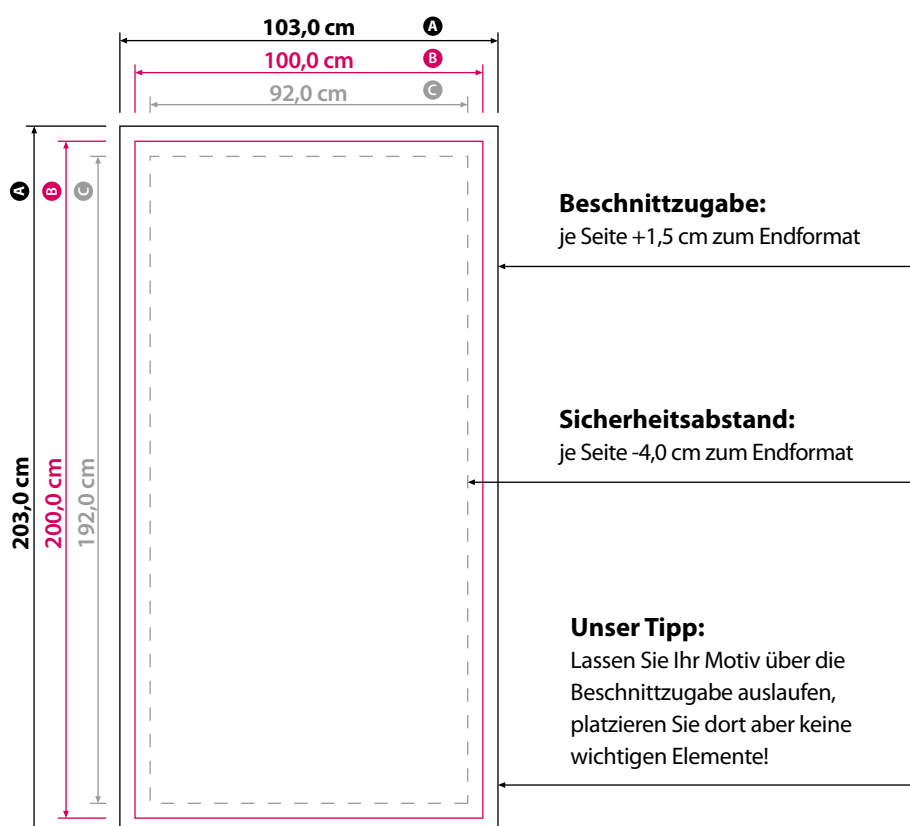 103,0 cm A
100,0 cm B
92,0 cm C
A
B
C
203,0 cm
200,0 cm
192,0 cm
Beschnittzugabe:
je Seite +1,5 cm zum Endformat
Sicherheitsabstand:
je Seite -4,0 cm zum Endformat
Unser Tipp:
Lassen Sie Ihr Motiv über die
Beschnittzugabe auslaufen,
platzieren Sie dort aber keine
wichtigen Elemente!